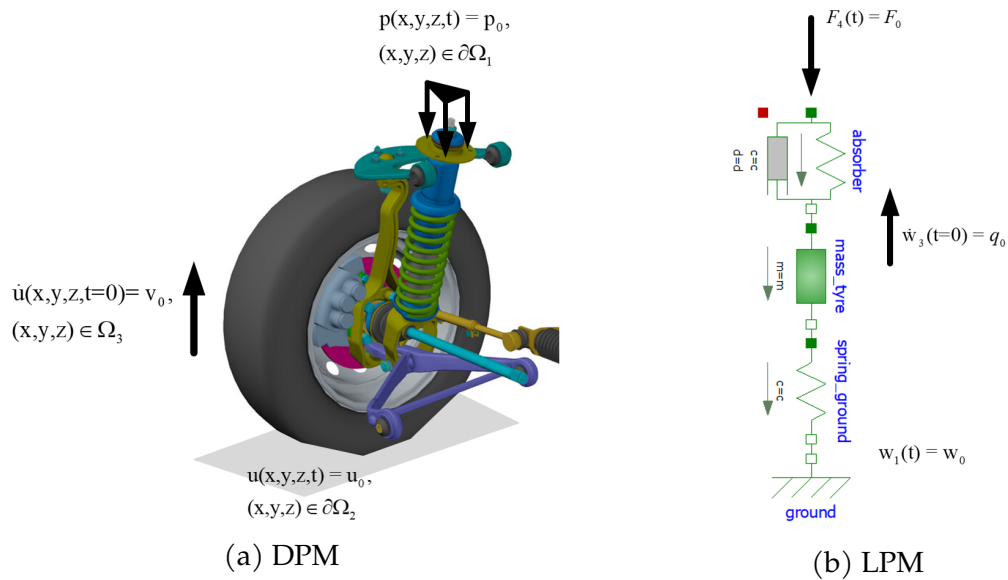 p(x,y,z,t) = p₀,
(x,y,z) ∈ ∂Ω₁
u̇(x,y,z,t=0)= v₀,
(x,y,z) ∈ Ω₃
u(x,y,z,t) = u₀,
(x,y,z) ∈ ∂Ω₂
(a) DPM
F₄(t) = F₀
absorber
c=c
d=d
ẇ₃(t=0) = q₀
mass_tyre
m=m
spring_ground
c=c
w₁(t) = w₀
ground
(b) LPM